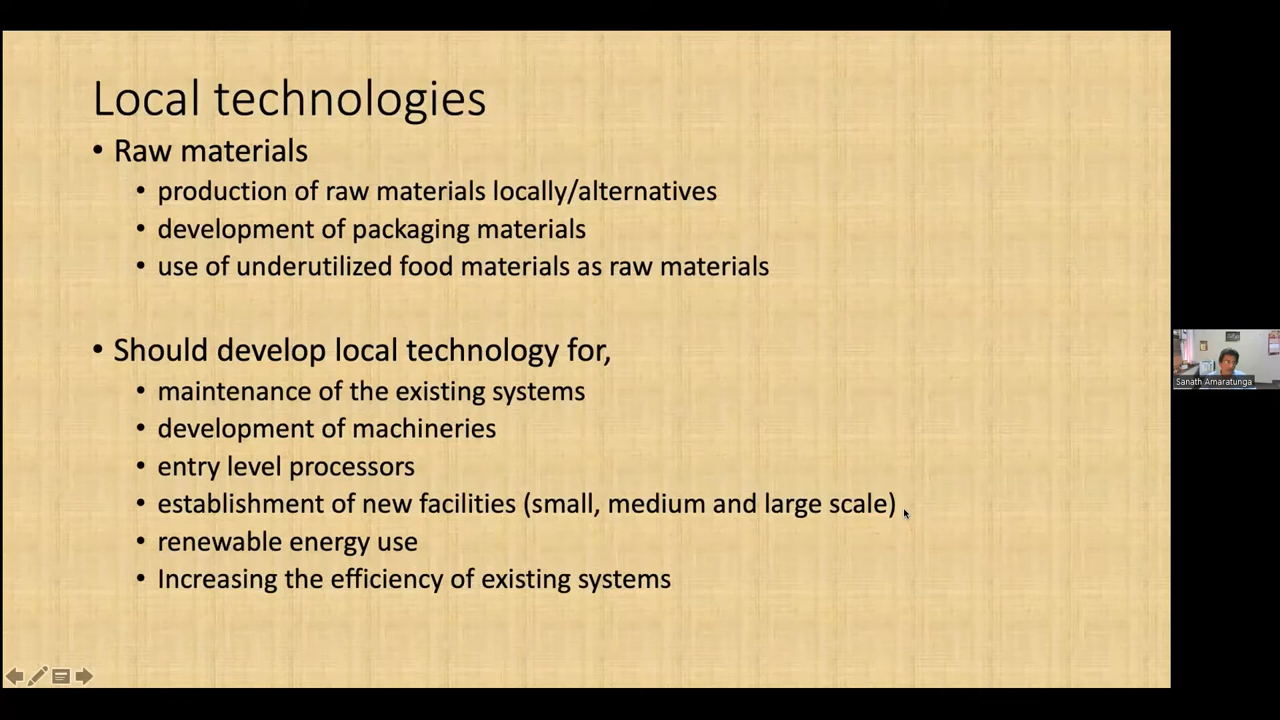 Local technologies
• Raw materials
• production of raw materials locally/alternatives
• development of packaging materials
• use of underutilized food materials as raw materials
• Should develop local technology for,
• maintenance of the existing systems
• development of machineries
• entry level processors
• establishment of new facilities (small, medium and large scale)
• renewable energy use
• Increasing the efficiency of existing systems
Sanath Amaratunga